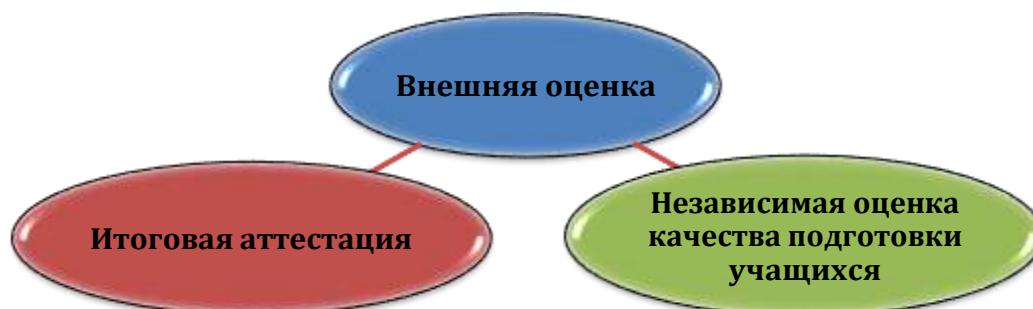 Внешняя оценка
Итоговая аттестация
Независимая оценка
качества подготовки
учащихся